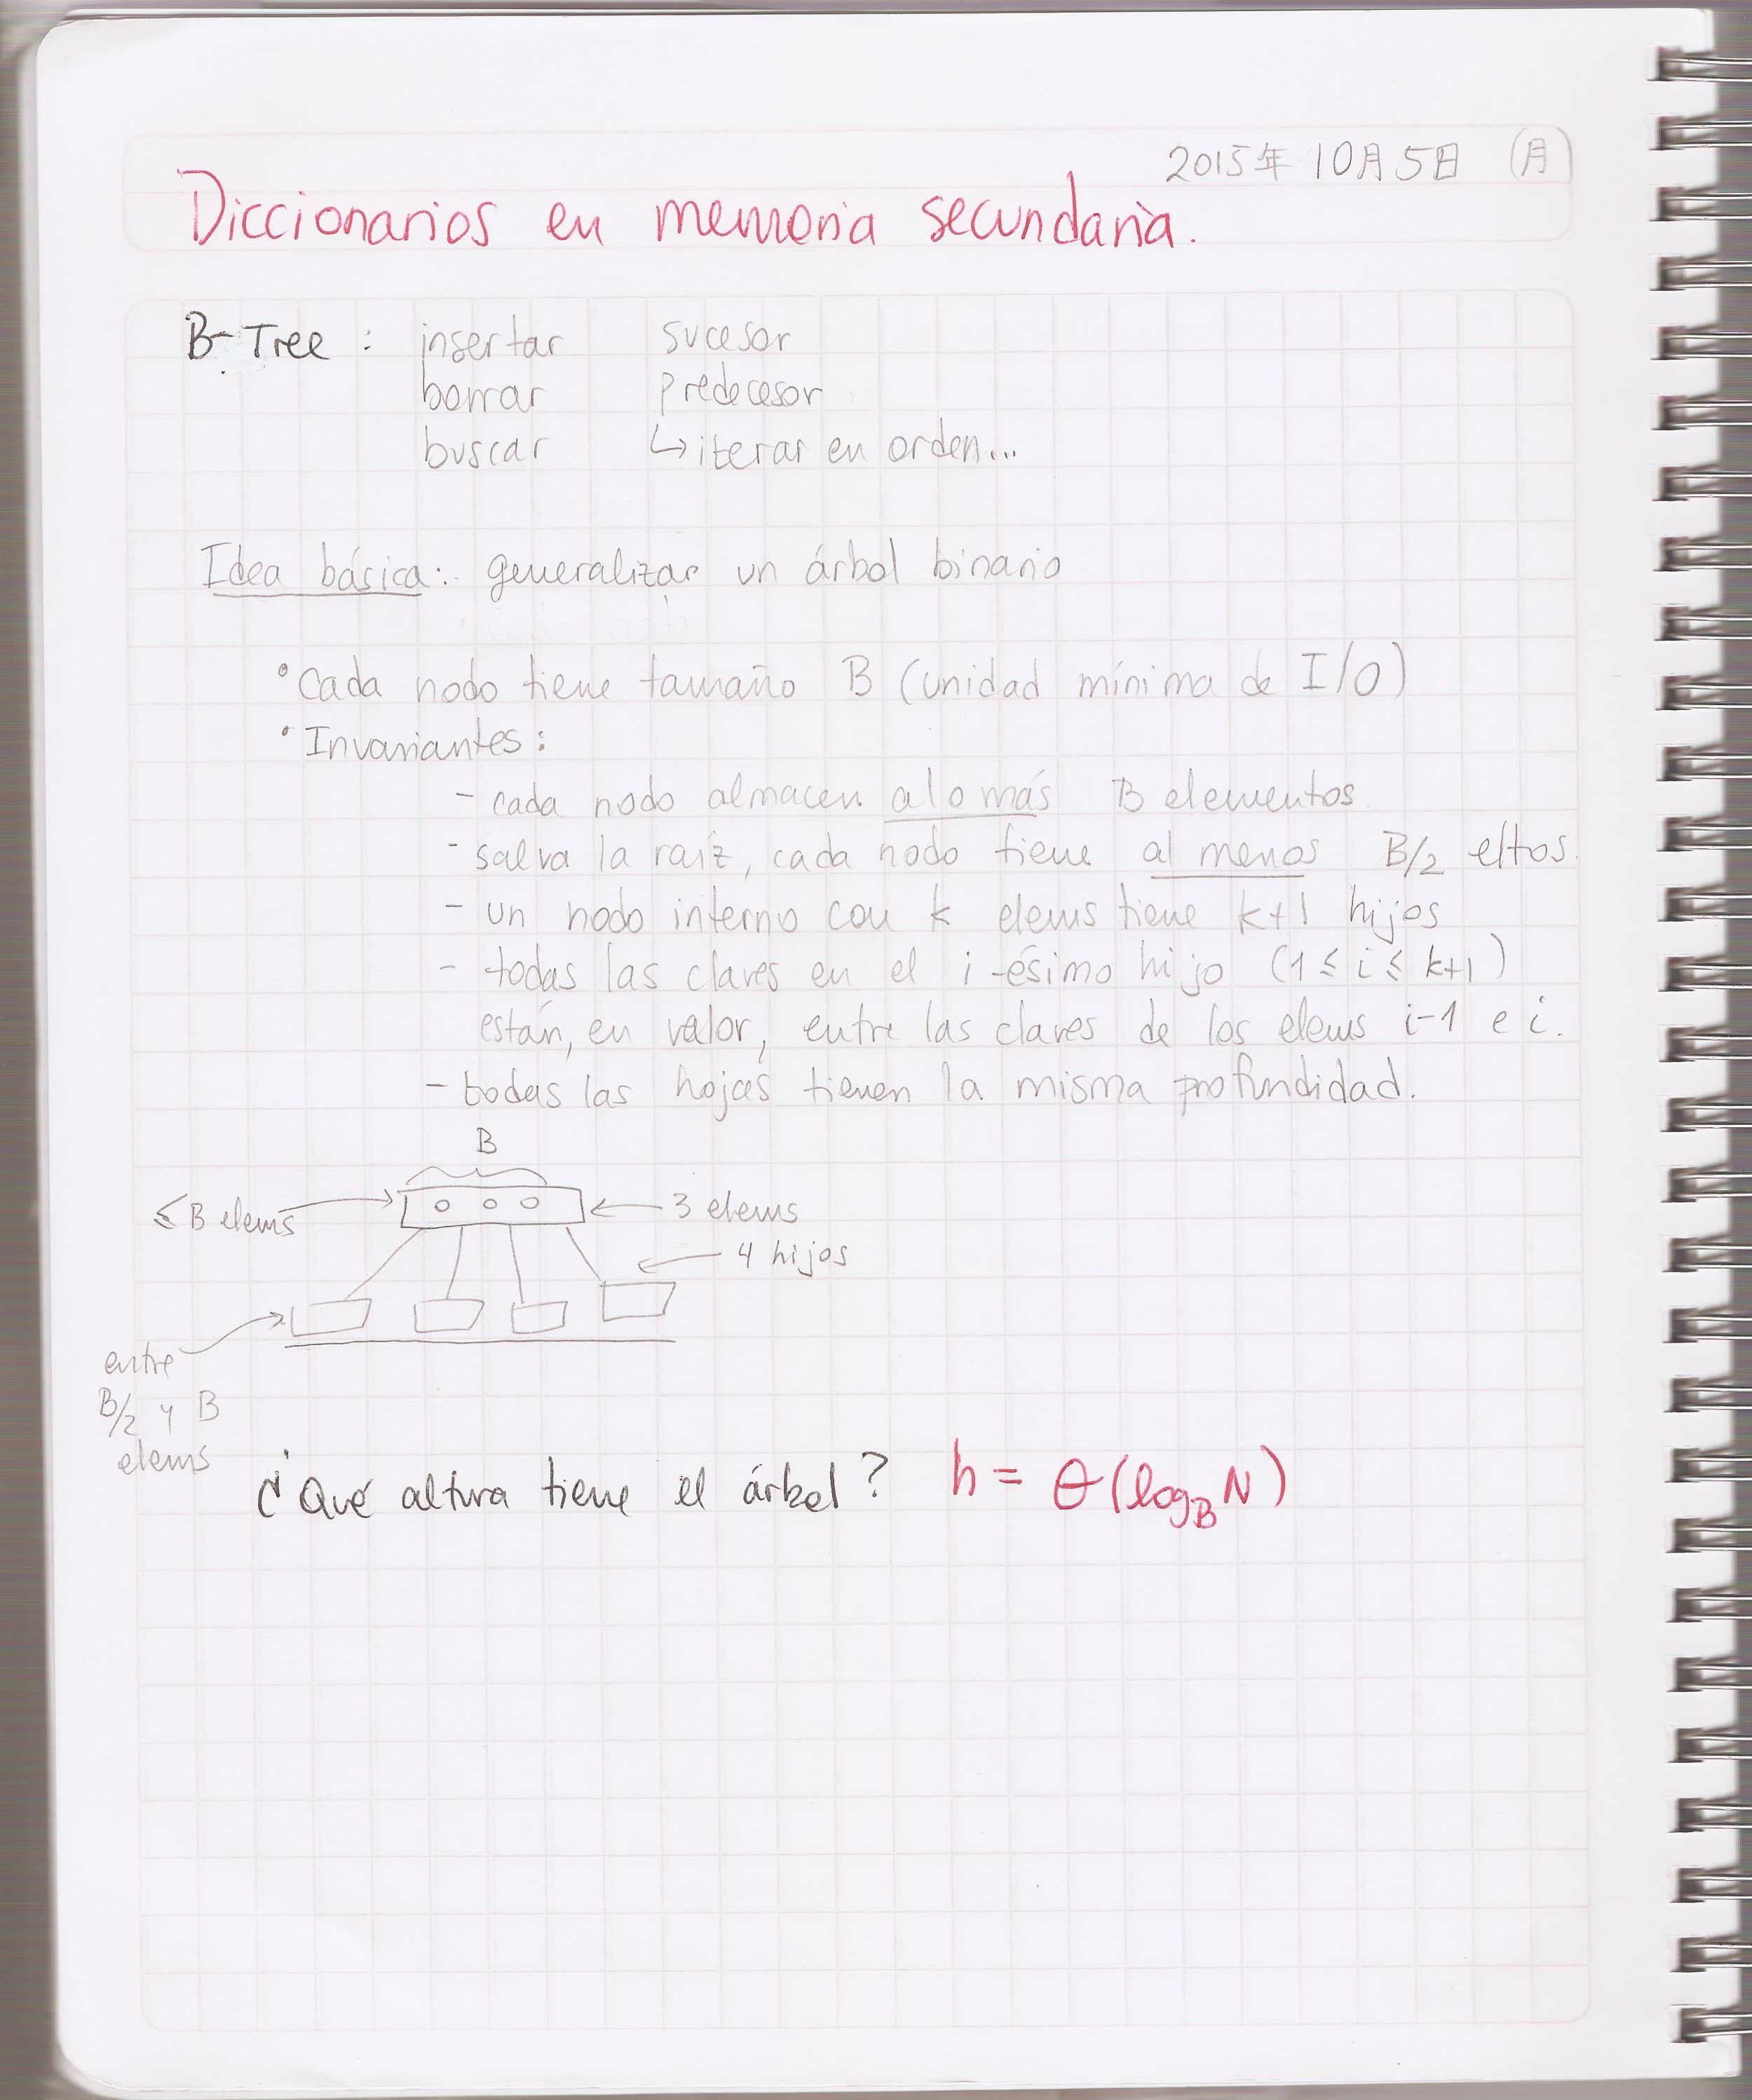 2015年10月5日 (月)
Diccionarios en memoria secundaria.
B-Tree: insertar sucesor
borrar predecesor
buscar ↳ iterar en orden...
Idea básica: generalizar un árbol binario
• Cada nodo tiene tamaño B (unidad mínima de I/O)
• Invariantes:
- cada nodo almacen a lo más B elementos.
- salva la raíz, cada nodo tiene al menos B/2 eltos.
- un nodo interno con k elems tiene k+1 hijos
- todas las claves en el i-ésimo hijo (1 ≤ i ≤ k+1)
están, en valor, entre las claves de los elems i-1 e i.
- todas las hojas tienen la misma profundidad.
B
≤ B elems
3 elems
4 hijos
entre
B/2 y B
elems
¿Qué altura tiene el árbol? h = θ(log_B N)